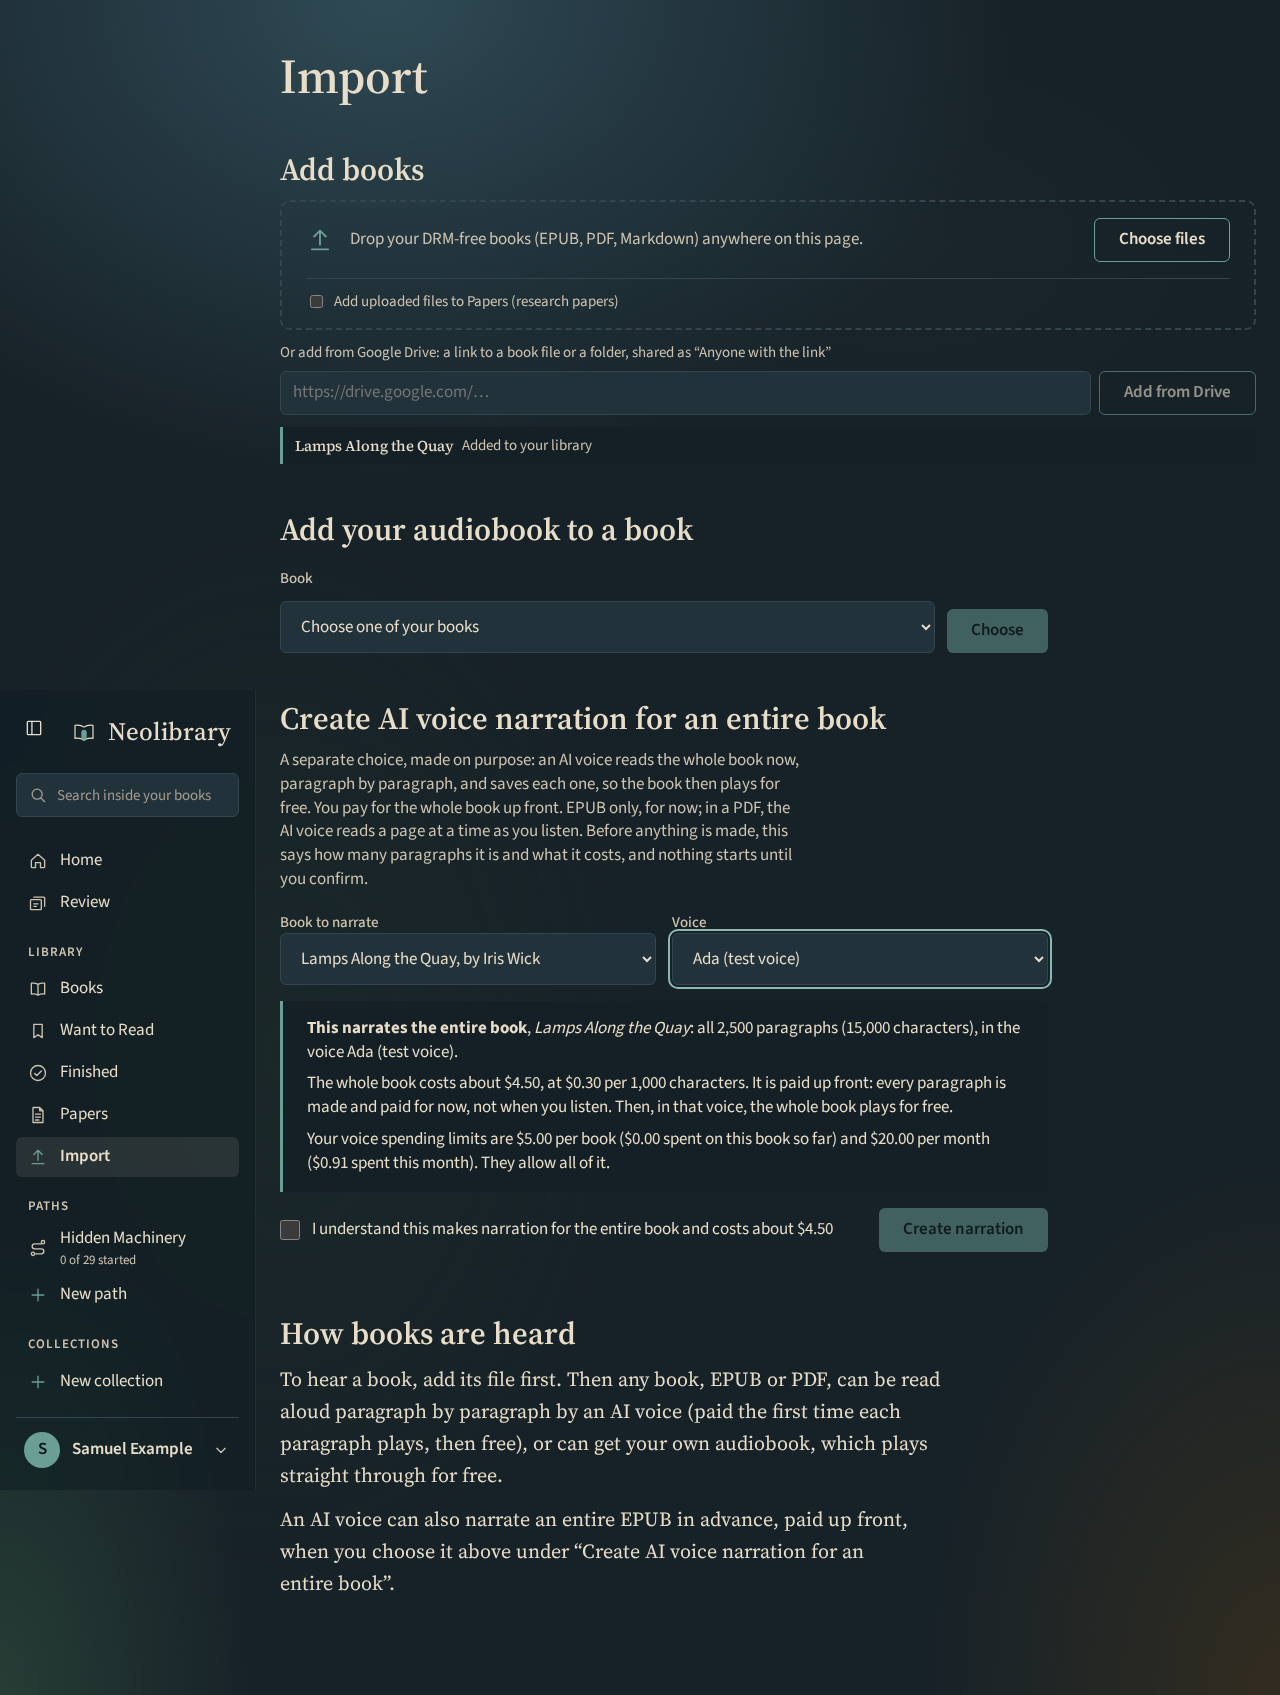 Import
Add books
Drop your DRM-free books (EPUB, PDF, Markdown) anywhere on this page.
Choose files
Add uploaded files to Papers (research papers)
Or add from Google Drive: a link to a book file or a folder, shared as “Anyone with the link”
https://drive.google.com/…
Add from Drive
Lamps Along the Quay Added to your library
Add your audiobook to a book
Book
Choose one of your books
Choose
Neolibrary
Search inside your books
Home
Review
LIBRARY
Books
Want to Read
Finished
Papers
Import
PATHS
Hidden Machinery
0 of 29 started
New path
COLLECTIONS
New collection
S
Samuel Example
Create AI voice narration for an entire book
A separate choice, made on purpose: an AI voice reads the whole book now,
paragraph by paragraph, and saves each one, so the book then plays for
free. You pay for the whole book up front. EPUB only, for now; in a PDF, the
AI voice reads a page at a time as you listen. Before anything is made, this
says how many paragraphs it is and what it costs, and nothing starts until
you confirm.
Book to narrate
Lamps Along the Quay, by Iris Wick
Voice
Ada (test voice)
This narrates the entire book, Lamps Along the Quay: all 2,500 paragraphs (15,000 characters), in the
voice Ada (test voice).
The whole book costs about $4.50, at $0.30 per 1,000 characters. It is paid up front: every paragraph is
made and paid for now, not when you listen. Then, in that voice, the whole book plays for free.
Your voice spending limits are $5.00 per book ($0.00 spent on this book so far) and $20.00 per month
($0.91 spent this month). They allow all of it.
I understand this makes narration for the entire book and costs about $4.50
Create narration
How books are heard
To hear a book, add its file first. Then any book, EPUB or PDF, can be read
aloud paragraph by paragraph by an AI voice (paid the first time each
paragraph plays, then free), or can get your own audiobook, which plays
straight through for free.
An AI voice can also narrate an entire EPUB in advance, paid up front,
when you choose it above under “Create AI voice narration for an
entire book”.